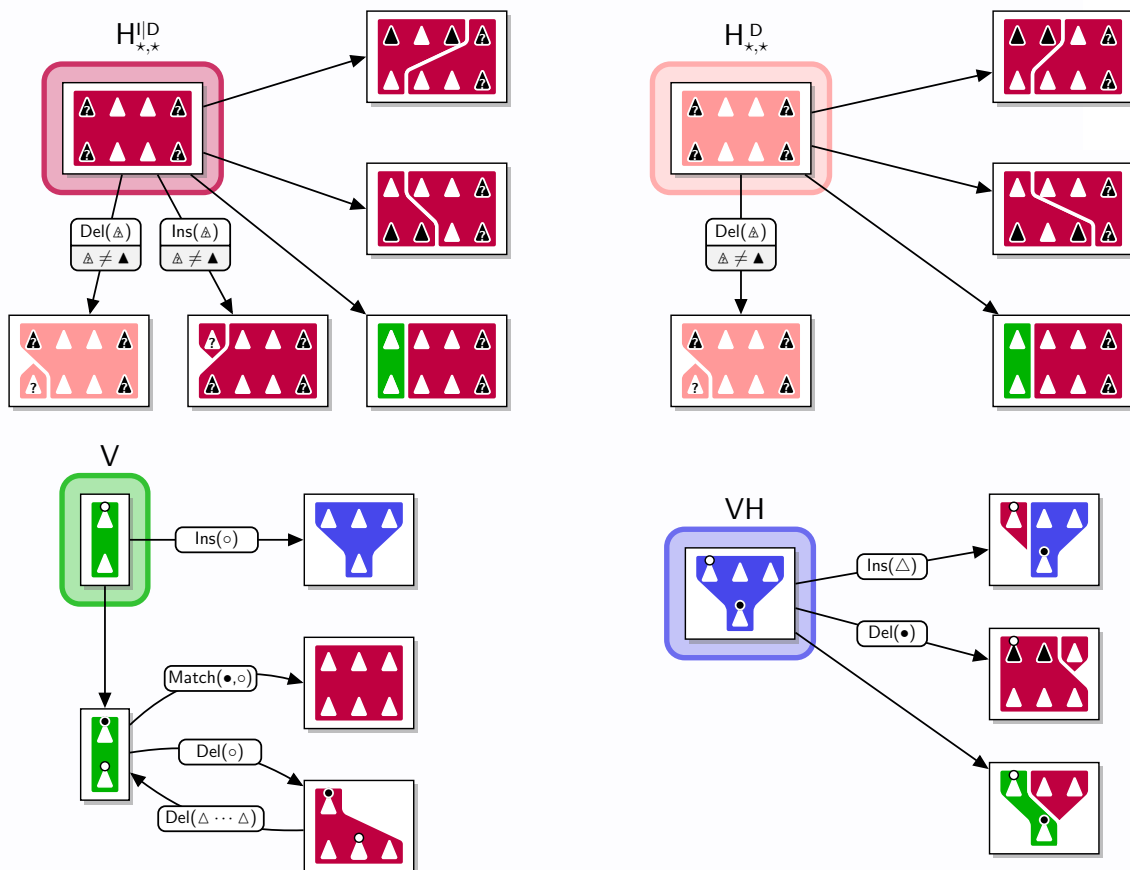 H^{I|D}_{⋆,⋆}
H^{D}_{⋆,⋆}
? ?
? ?
?
?
?
?
? ?
? ?
?
?
?
?
Del(⍍) Ins(⍍)
⍍ ≠ ▲ ⍍ ≠ ▲
Del(⍍)
⍍ ≠ ▲
? ?
? ?
? ?
? ?
?
?
? ?
? ?
?
?
V
Ins(○)
VH
Ins(△)
Del(●)
Match(●,○)
Del(○)
Del(△ ⋯ △)